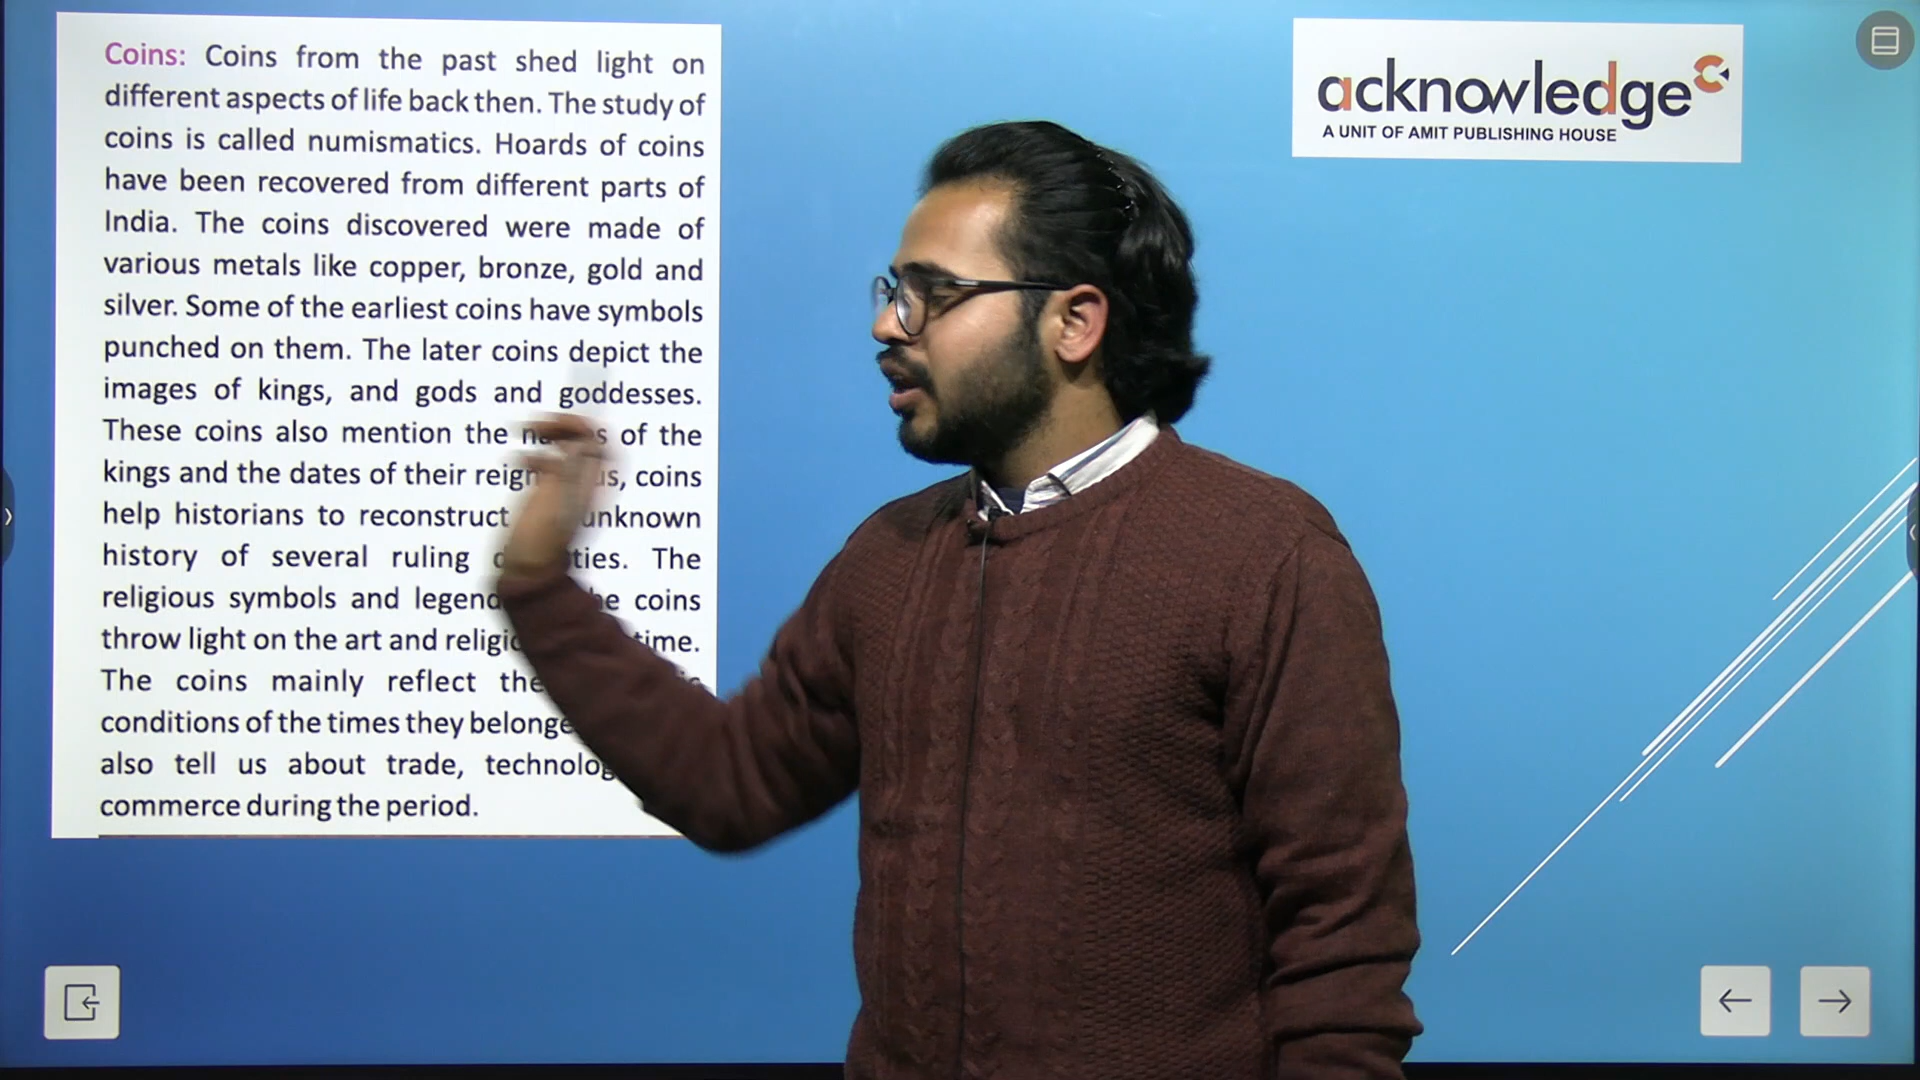 Coins: Coins from the past shed light on
different aspects of life back then. The study of
coins is called numismatics. Hoards of coins
have been recovered from different parts of
India. The coins discovered were made of
various metals like copper, bronze, gold and
silver. Some of the earliest coins have symbols
punched on them. The later coins depict the
images of kings, and gods and goddesses.
These coins also mention the of the
kings and the dates of their coins
help historians to reconstruct unknown
history of several ruling The
religious symbols and coins
throw light on the art and time.
The coins mainly reflect the
conditions of the times they
also tell us about trade,
commerce during the period.
acknowledge
A UNIT OF AMIT PUBLISHING HOUSE